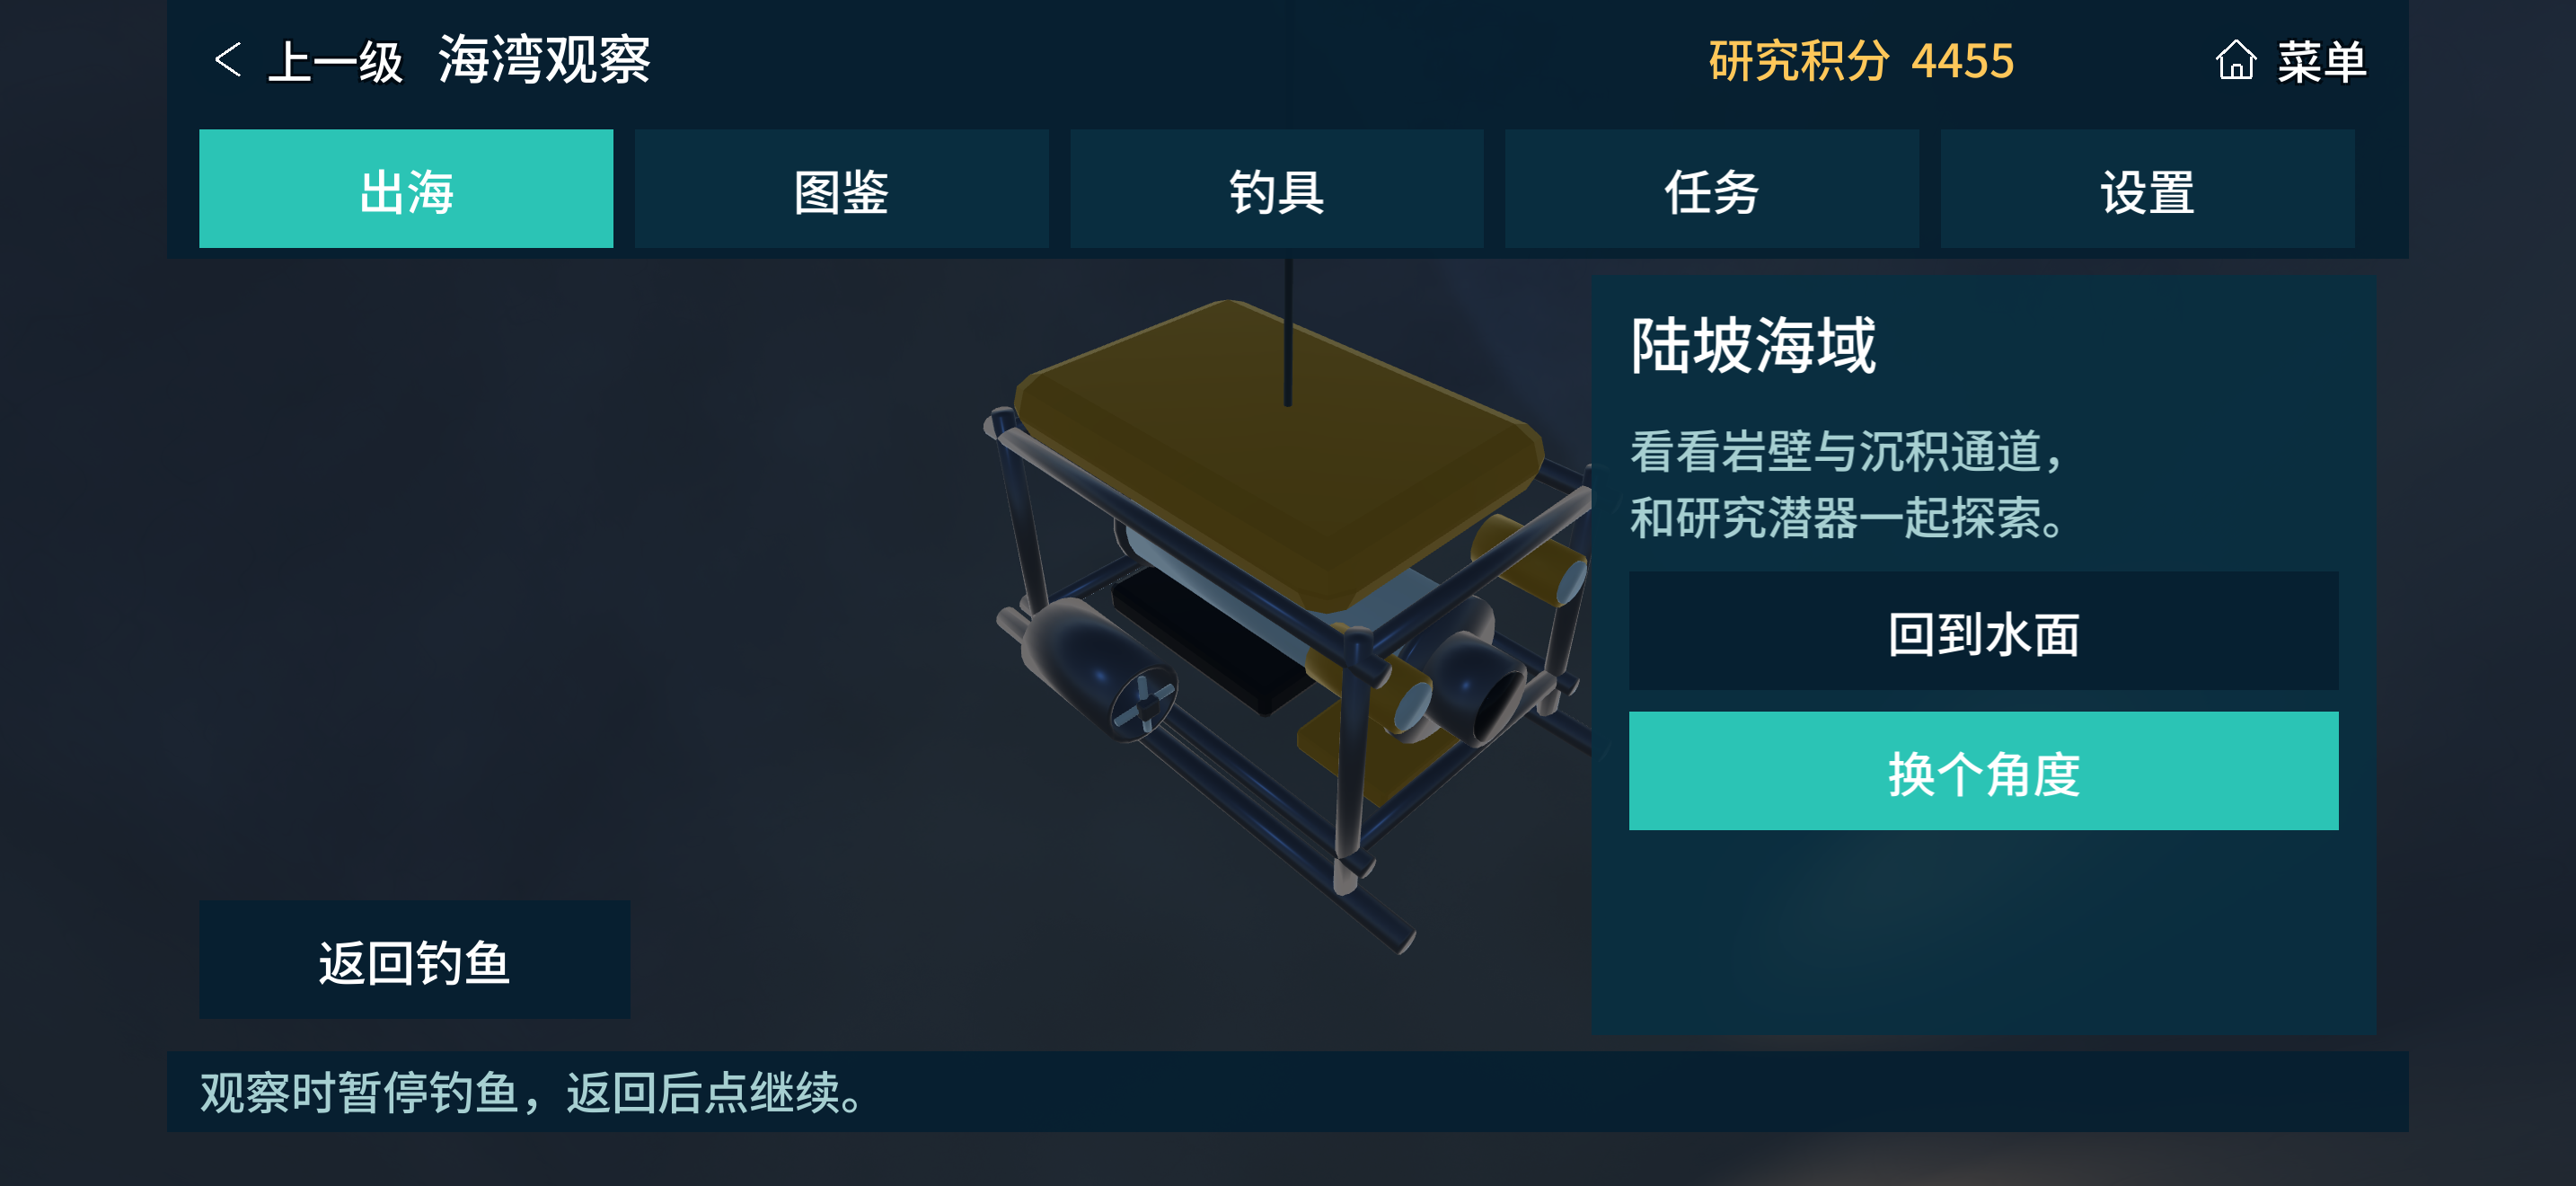 上一级 海湾观察 研究积分 4455 菜单
出海 图鉴 钓具 任务 设置
陆坡海域
看看岩壁与沉积通道，
和研究潜器一起探索。
回到水面
换个角度
返回钓鱼
观察时暂停钓鱼，返回后点继续。